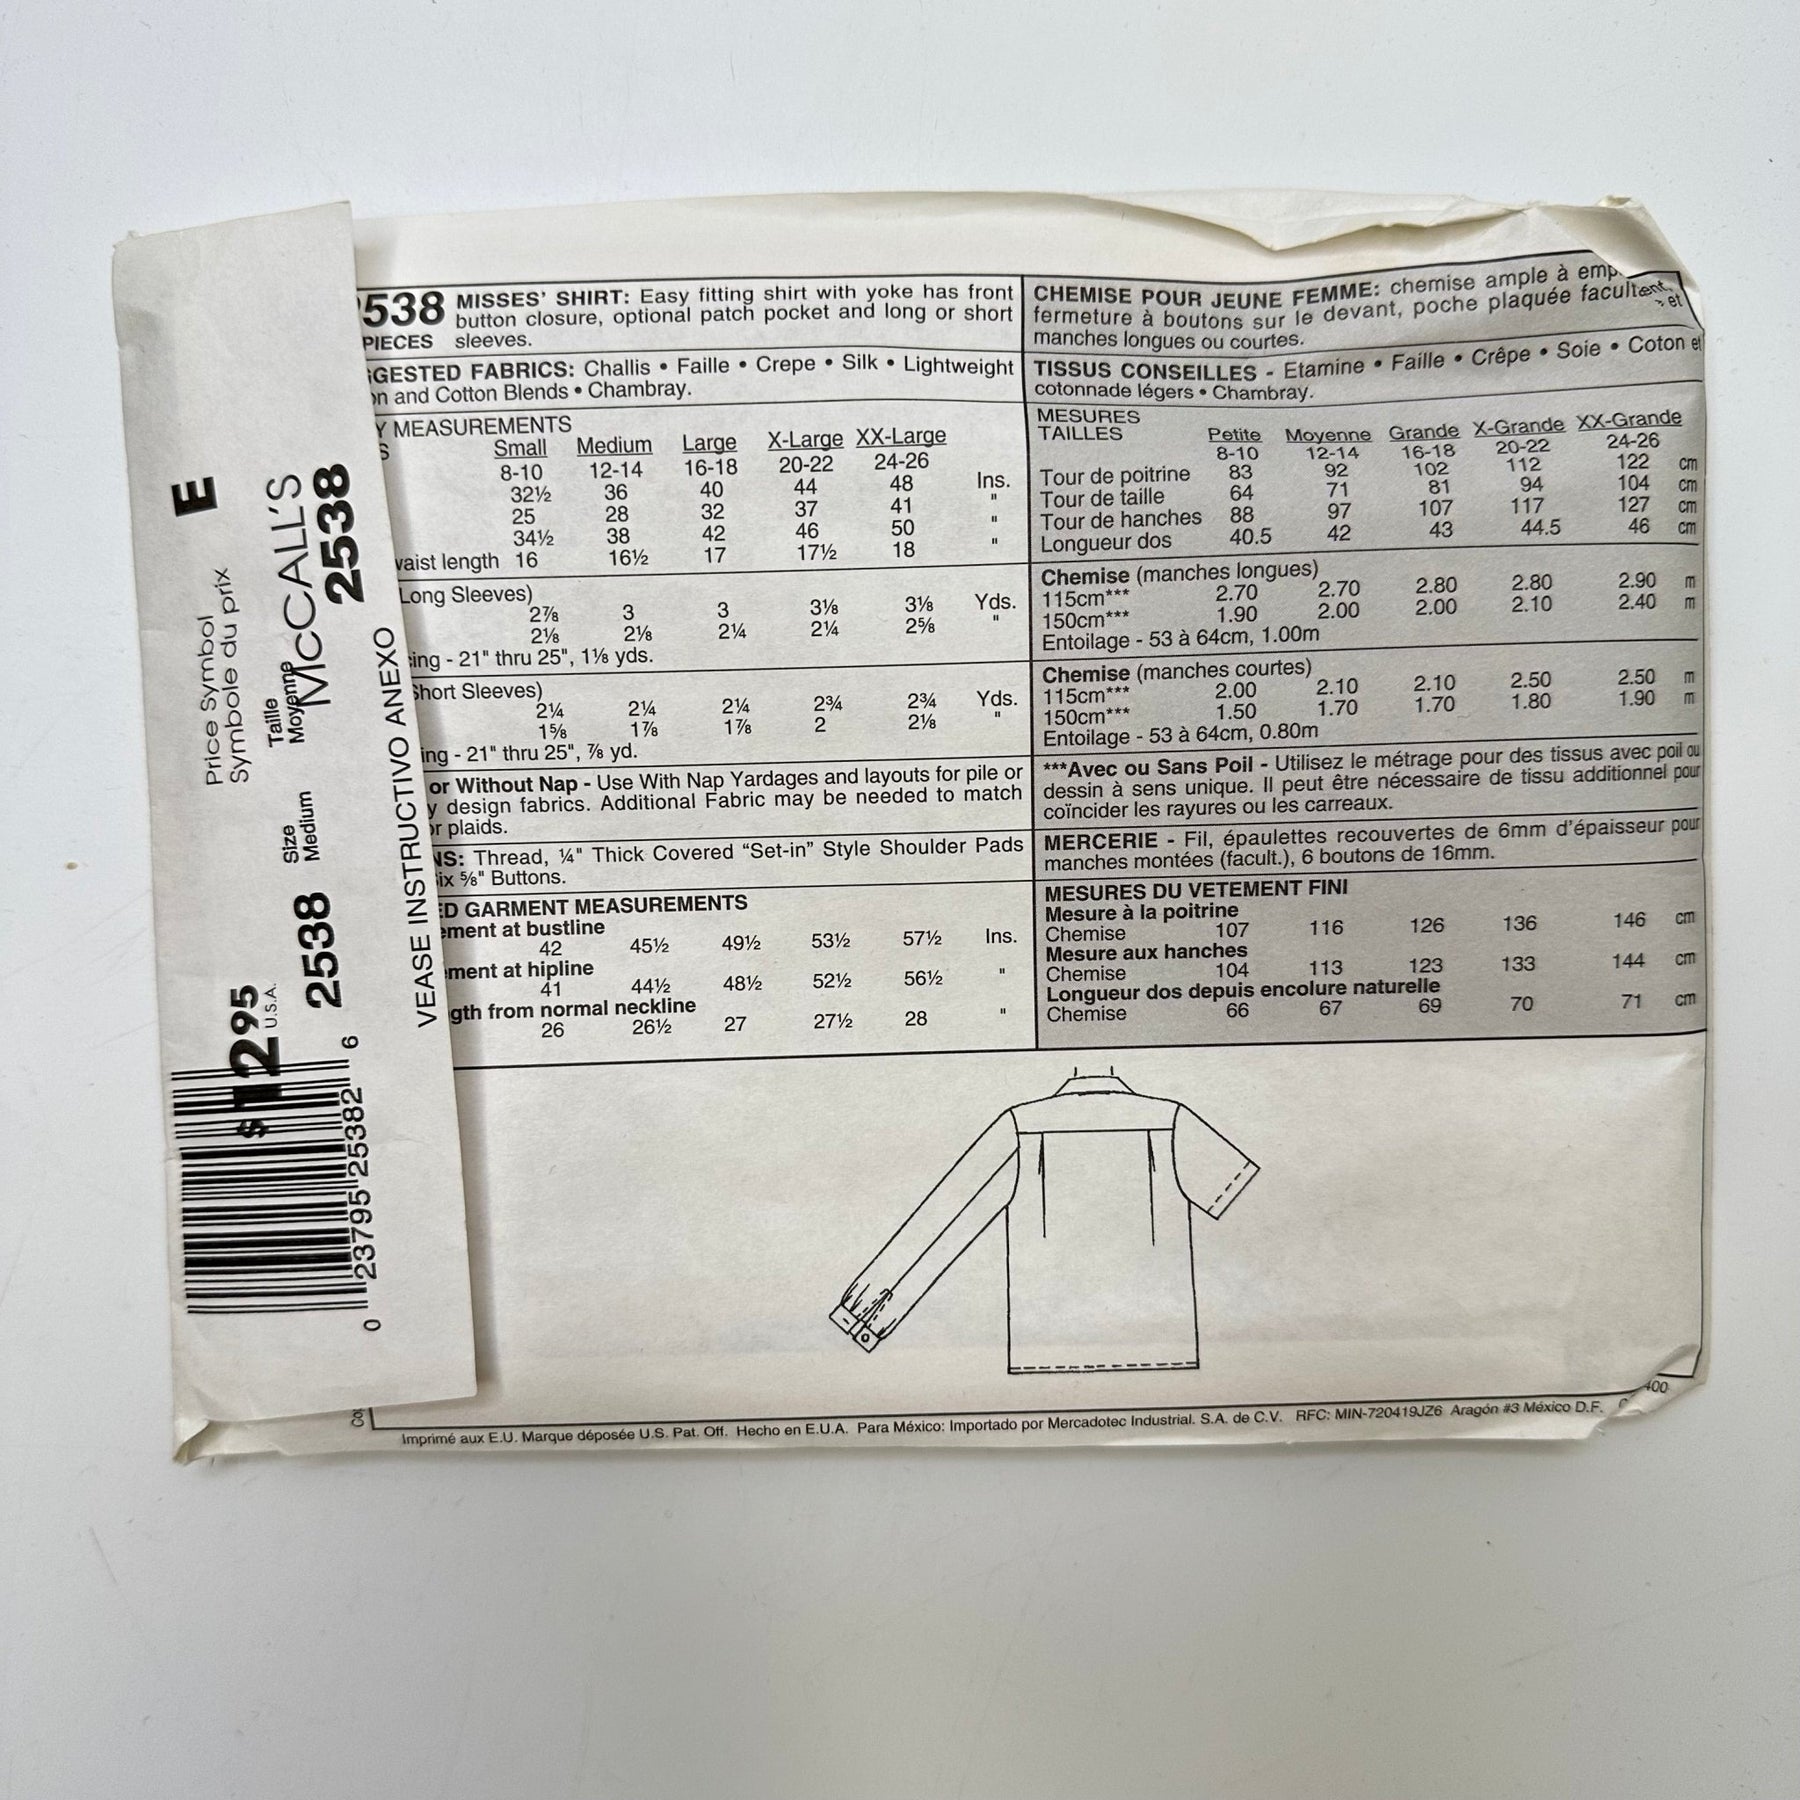 E
Price Symbol
Symbole du prix
McCALL'S
2538
Taille
Moyenne
Size
Medium
2538
$1295
U.S.A.
0 23795 25382 6
VEASE INSTRUCTIVO ANEXO
538 MISSES' SHIRT: Easy fitting shirt with yoke has front
button closure, optional patch pocket and long or short
PIECES sleeves.
GESTED FABRICS: Challis • Faille • Crepe • Silk • Lightweight
on and Cotton Blends • Chambray.
Y MEASUREMENTS
S Small Medium Large X-Large XX-Large
8-10 12-14 16-18 20-22 24-26
32½ 36 40 44 48 Ins.
25 28 32 37 41 "
34½ 38 42 46 50 "
waist length 16 16½ 17 17½ 18 "
Long Sleeves)
2⅞ 3 3 3⅛ 3⅛ Yds.
2⅛ 2⅛ 2¼ 2¼ 2⅝ "
ing - 21" thru 25", 1⅛ yds.
Short Sleeves)
2¼ 2¼ 2¼ 2¾ 2¾ Yds.
1⅝ 1⅞ 1⅞ 2 2⅛ "
ing - 21" thru 25", ⅞ yd.
or Without Nap - Use With Nap Yardages and layouts for pile or
y design fabrics. Additional Fabric may be needed to match
or plaids.
NS: Thread, ¼" Thick Covered "Set-in" Style Shoulder Pads
ix ⅝" Buttons.
ED GARMENT MEASUREMENTS
ement at bustline
42 45½ 49½ 53½ 57½ Ins.
ement at hipline
41 44½ 48½ 52½ 56½ "
gth from normal neckline
26 26½ 27 27½ 28 "
CHEMISE POUR JEUNE FEMME: chemise ample à emp
fermeture à boutons sur le devant, poche plaquée facultent, et
manches longues ou courtes.
TISSUS CONSEILLES - Etamine • Faille • Crêpe • Soie • Coton et
cotonnade légers • Chambray.
MESURES
TAILLES Petite Moyenne Grande X-Grande XX-Grande
8-10 12-14 16-18 20-22 24-26
Tour de poitrine 83 92 102 112 122 cm
Tour de taille 64 71 81 94 104 cm
Tour de hanches 88 97 107 117 127 cm
Longueur dos 40.5 42 43 44.5 46 cm
Chemise (manches longues)
115cm*** 2.70 2.70 2.80 2.80 2.90 m
150cm*** 1.90 2.00 2.00 2.10 2.40 m
Entoilage - 53 à 64cm, 1.00m
Chemise (manches courtes)
115cm*** 2.00 2.10 2.10 2.50 2.50 m
150cm*** 1.50 1.70 1.70 1.80 1.90 m
Entoilage - 53 à 64cm, 0.80m
***Avec ou Sans Poil - Utilisez le métrage pour des tissus avec poil ou
dessin à sens unique. Il peut être nécessaire de tissu additionnel pour
coïncider les rayures ou les carreaux.
MERCERIE - Fil, épaulettes recouvertes de 6mm d'épaisseur pour
manches montées (facult.), 6 boutons de 16mm.
MESURES DU VETEMENT FINI
Mesure à la poitrine
Chemise 107 116 126 136 146 cm
Mesure aux hanches
Chemise 104 113 123 133 144 cm
Longueur dos depuis encolure naturelle
Chemise 66 67 69 70 71 cm
Imprimé aux E.U. Marque déposée U.S. Pat. Off. Hecho en E.U.A. Para México: Importado por Mercadotec Industrial. S.A. de C.V. RFC: MIN-720419JZ6 Aragón #3 México D.F. 400